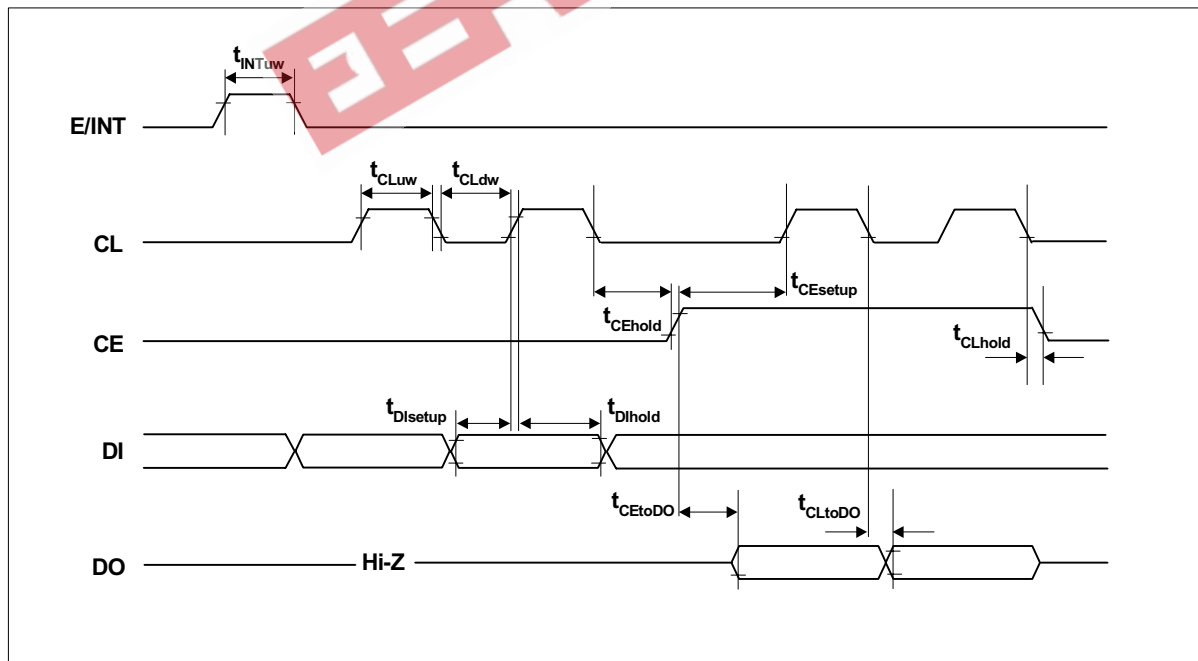 tINTuw
E/INT
tCLuw
tCLdw
CL
tCEsetup
tCEhold
CE
tCLhold
tDIsetup
tDIhold
DI
tCEtoDO
tCLtoDO
Hi-Z
DO